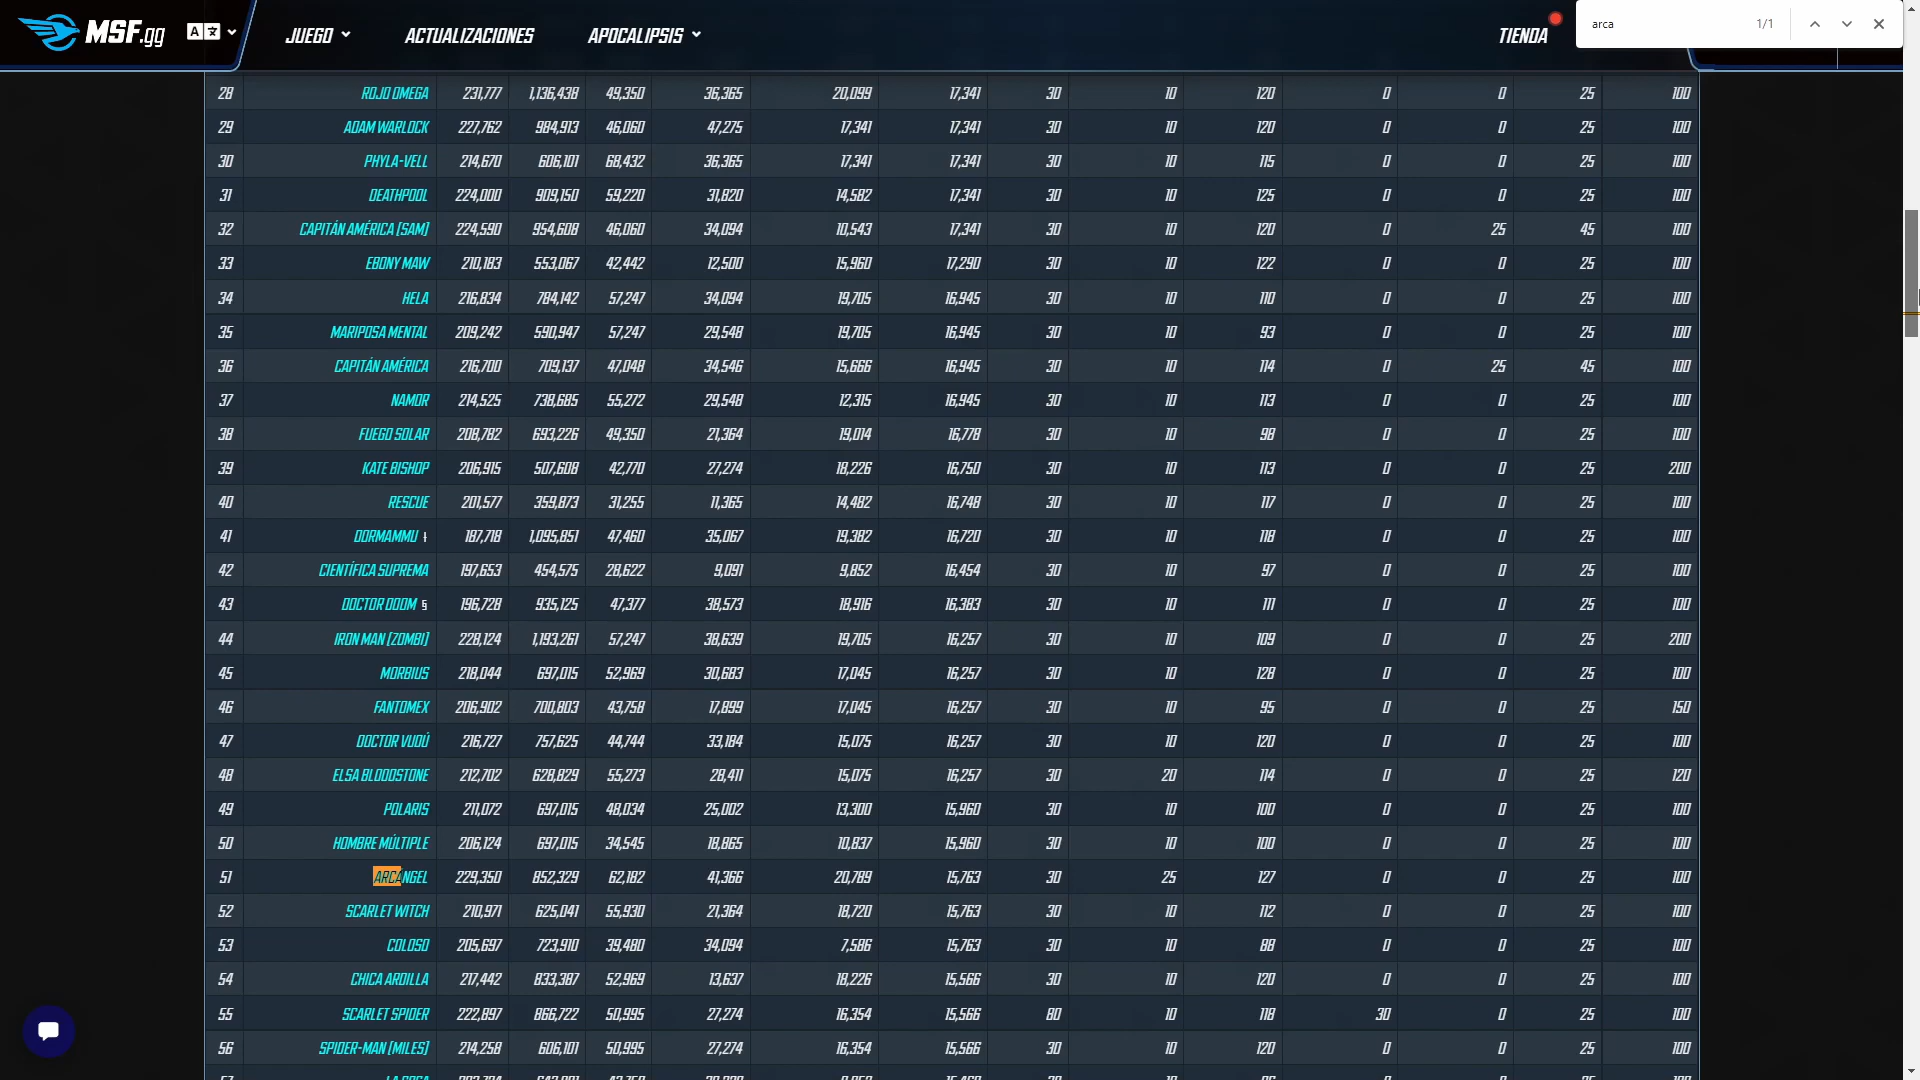 MSF.gg JUEGO ACTUALIZACIONES APOCALIPSIS TIENDA arca 1/1
28 ROJO OMEGA 231,777 1,136,438 49,350 36,365 20,099 17,341 30 10 120 0 0 25 100
29 ADAM WARLOCK 227,762 984,913 46,060 47,275 17,341 17,341 30 10 120 0 0 25 100
30 PHYLA-VELL 214,670 606,101 68,432 36,365 17,341 17,341 30 10 115 0 0 25 100
31 DEATHPOOL 224,000 909,150 59,220 31,820 14,582 17,341 30 10 125 0 0 25 100
32 CAPITÁN AMÉRICA (SAM) 224,590 954,608 46,060 34,094 10,543 17,341 30 10 120 0 25 45 100
33 EBONY MAW 210,183 553,067 42,442 12,500 15,960 17,290 30 10 122 0 0 25 100
34 HELA 216,834 784,142 57,247 34,094 19,705 16,945 30 10 110 0 0 25 100
35 MARIPOSA MENTAL 209,242 590,947 57,247 29,548 19,705 16,945 30 10 93 0 0 25 100
36 CAPITÁN AMÉRICA 216,700 709,137 47,048 34,546 15,666 16,945 30 10 114 0 25 45 100
37 NAMOR 214,525 738,685 55,272 29,548 12,315 16,945 30 10 113 0 0 25 100
38 FUEGO SOLAR 208,782 693,226 49,350 21,364 19,014 16,778 30 10 98 0 0 25 100
39 KATE BISHOP 206,915 507,608 42,770 27,274 18,226 16,750 30 10 113 0 0 25 200
40 RESCUE 201,577 359,873 31,255 11,365 14,482 16,748 30 10 117 0 0 25 100
41 DORMAMMU ł 187,718 1,095,851 47,460 35,067 19,382 16,720 30 10 118 0 0 25 100
42 CIENTÍFICA SUPREMA 197,653 454,575 28,622 9,091 9,852 16,454 30 10 97 0 0 25 100
43 DOCTOR DOOM § 196,728 935,125 47,377 38,573 18,916 16,383 30 10 111 0 0 25 100
44 IRON MAN (ZOMBI) 228,124 1,193,261 57,247 38,639 19,705 16,257 30 10 109 0 0 25 200
45 MORBIUS 218,044 697,015 52,969 30,683 17,045 16,257 30 10 128 0 0 25 100
46 FANTOMEX 206,902 700,803 43,758 17,899 17,045 16,257 30 10 95 0 0 25 150
47 DOCTOR VUDÚ 216,727 757,625 44,744 33,184 15,075 16,257 30 10 120 0 0 25 100
48 ELSA BLOODSTONE 212,702 628,829 55,273 28,411 15,075 16,257 30 20 114 0 0 25 120
49 POLARIS 211,072 697,015 48,034 25,002 13,300 15,960 30 10 100 0 0 25 100
50 HOMBRE MÚLTIPLE 206,124 697,015 34,545 18,865 10,837 15,960 30 10 100 0 0 25 100
51 ARCÁNGEL 229,350 852,329 62,182 41,366 20,789 15,763 30 25 127 0 0 25 100
52 SCARLET WITCH 210,971 625,041 55,930 21,364 18,720 15,763 30 10 112 0 0 25 100
53 COLOSO 205,697 723,910 39,480 34,094 7,586 15,763 30 10 88 0 0 25 100
54 CHICA ARDILLA 217,442 833,387 52,969 13,637 18,226 15,566 30 10 120 0 0 25 100
55 SCARLET SPIDER 222,897 866,722 50,995 27,274 16,354 15,566 80 10 118 30 0 25 100
56 SPIDER-MAN (MILES) 214,258 606,101 50,995 27,274 16,354 15,566 30 10 120 0 0 25 100